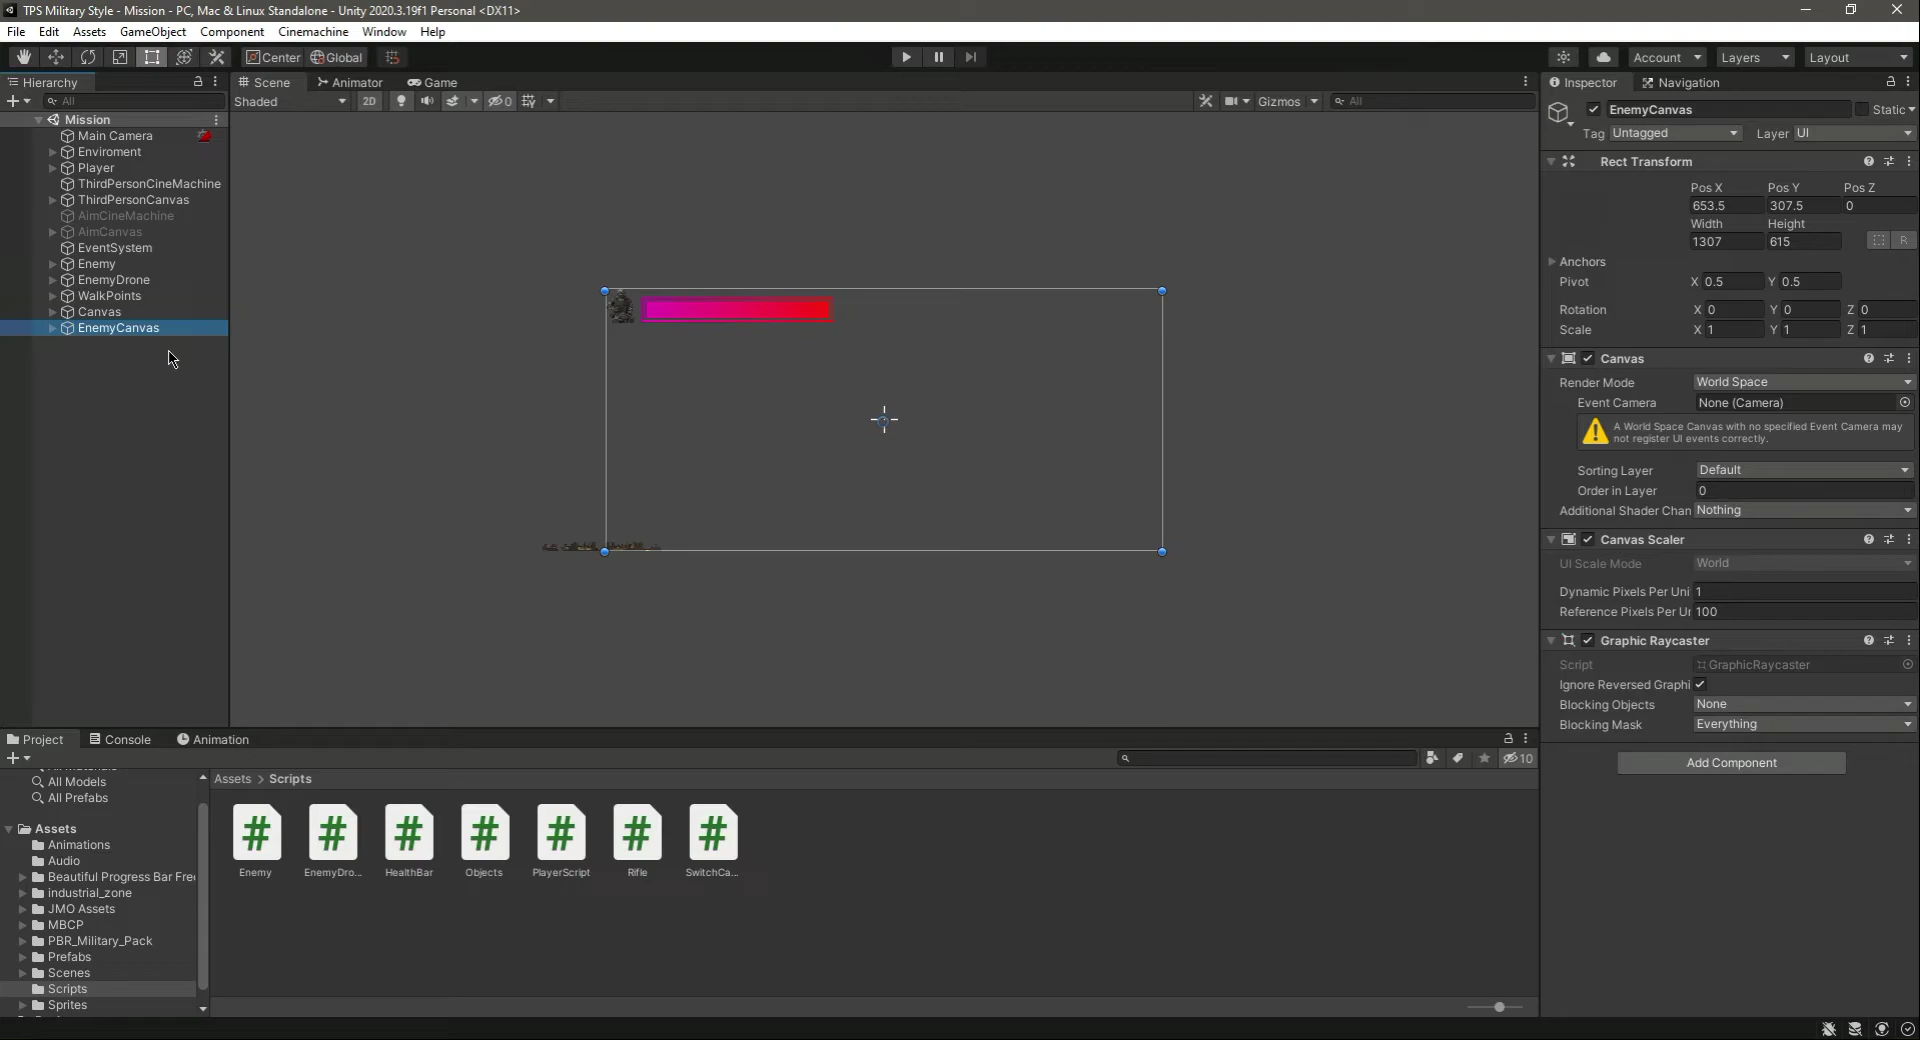 TPS Military Style - Mission - PC, Mac & Linux Standalone - Unity 2020.3.19f1 Personal <DX11>
File Edit Assets GameObject Component Cinemachine Window Help
Center Global Account Layers Layout
Hierarchy Scene Animator Game Inspector Navigation
All Shaded 2D 0 Gizmos All
EnemyCanvas Static
Mission
Main Camera
Enviroment
Player
ThirdPersonCineMachine
ThirdPersonCanvas
AimCineMachine
AimCanvas
EventSystem
Enemy
EnemyDrone
WalkPoints
Canvas
EnemyCanvas
Tag Untagged Layer UI
Rect Transform
Pos X Pos Y Pos Z
653.5 307.5 0
Width Height
1307 615 R
Anchors
Pivot X 0.5 Y 0.5
Rotation X 0 Y 0 Z 0
Scale X 1 Y 1 Z 1
Canvas
Render Mode World Space
Event Camera None (Camera)
A World Space Canvas with no specified Event Camera may
not register UI events correctly.
Sorting Layer Default
Order in Layer 0
Additional Shader Chan Nothing
Canvas Scaler
UI Scale Mode World
Dynamic Pixels Per Uni 1
Reference Pixels Per Ur 100
Graphic Raycaster
Script GraphicRaycaster
Ignore Reversed Graphi
Blocking Objects None
Blocking Mask Everything
Add Component
Project Console Animation
10
All Models
All Prefabs
Assets
Animations
Audio
Beautiful Progress Bar Free
industrial_zone
JMO Assets
MBCP
PBR_Military_Pack
Prefabs
Scenes
Scripts
Sprites
Assets > Scripts
Enemy EnemyDro... HealthBar Objects PlayerScript Rifle SwitchCa...